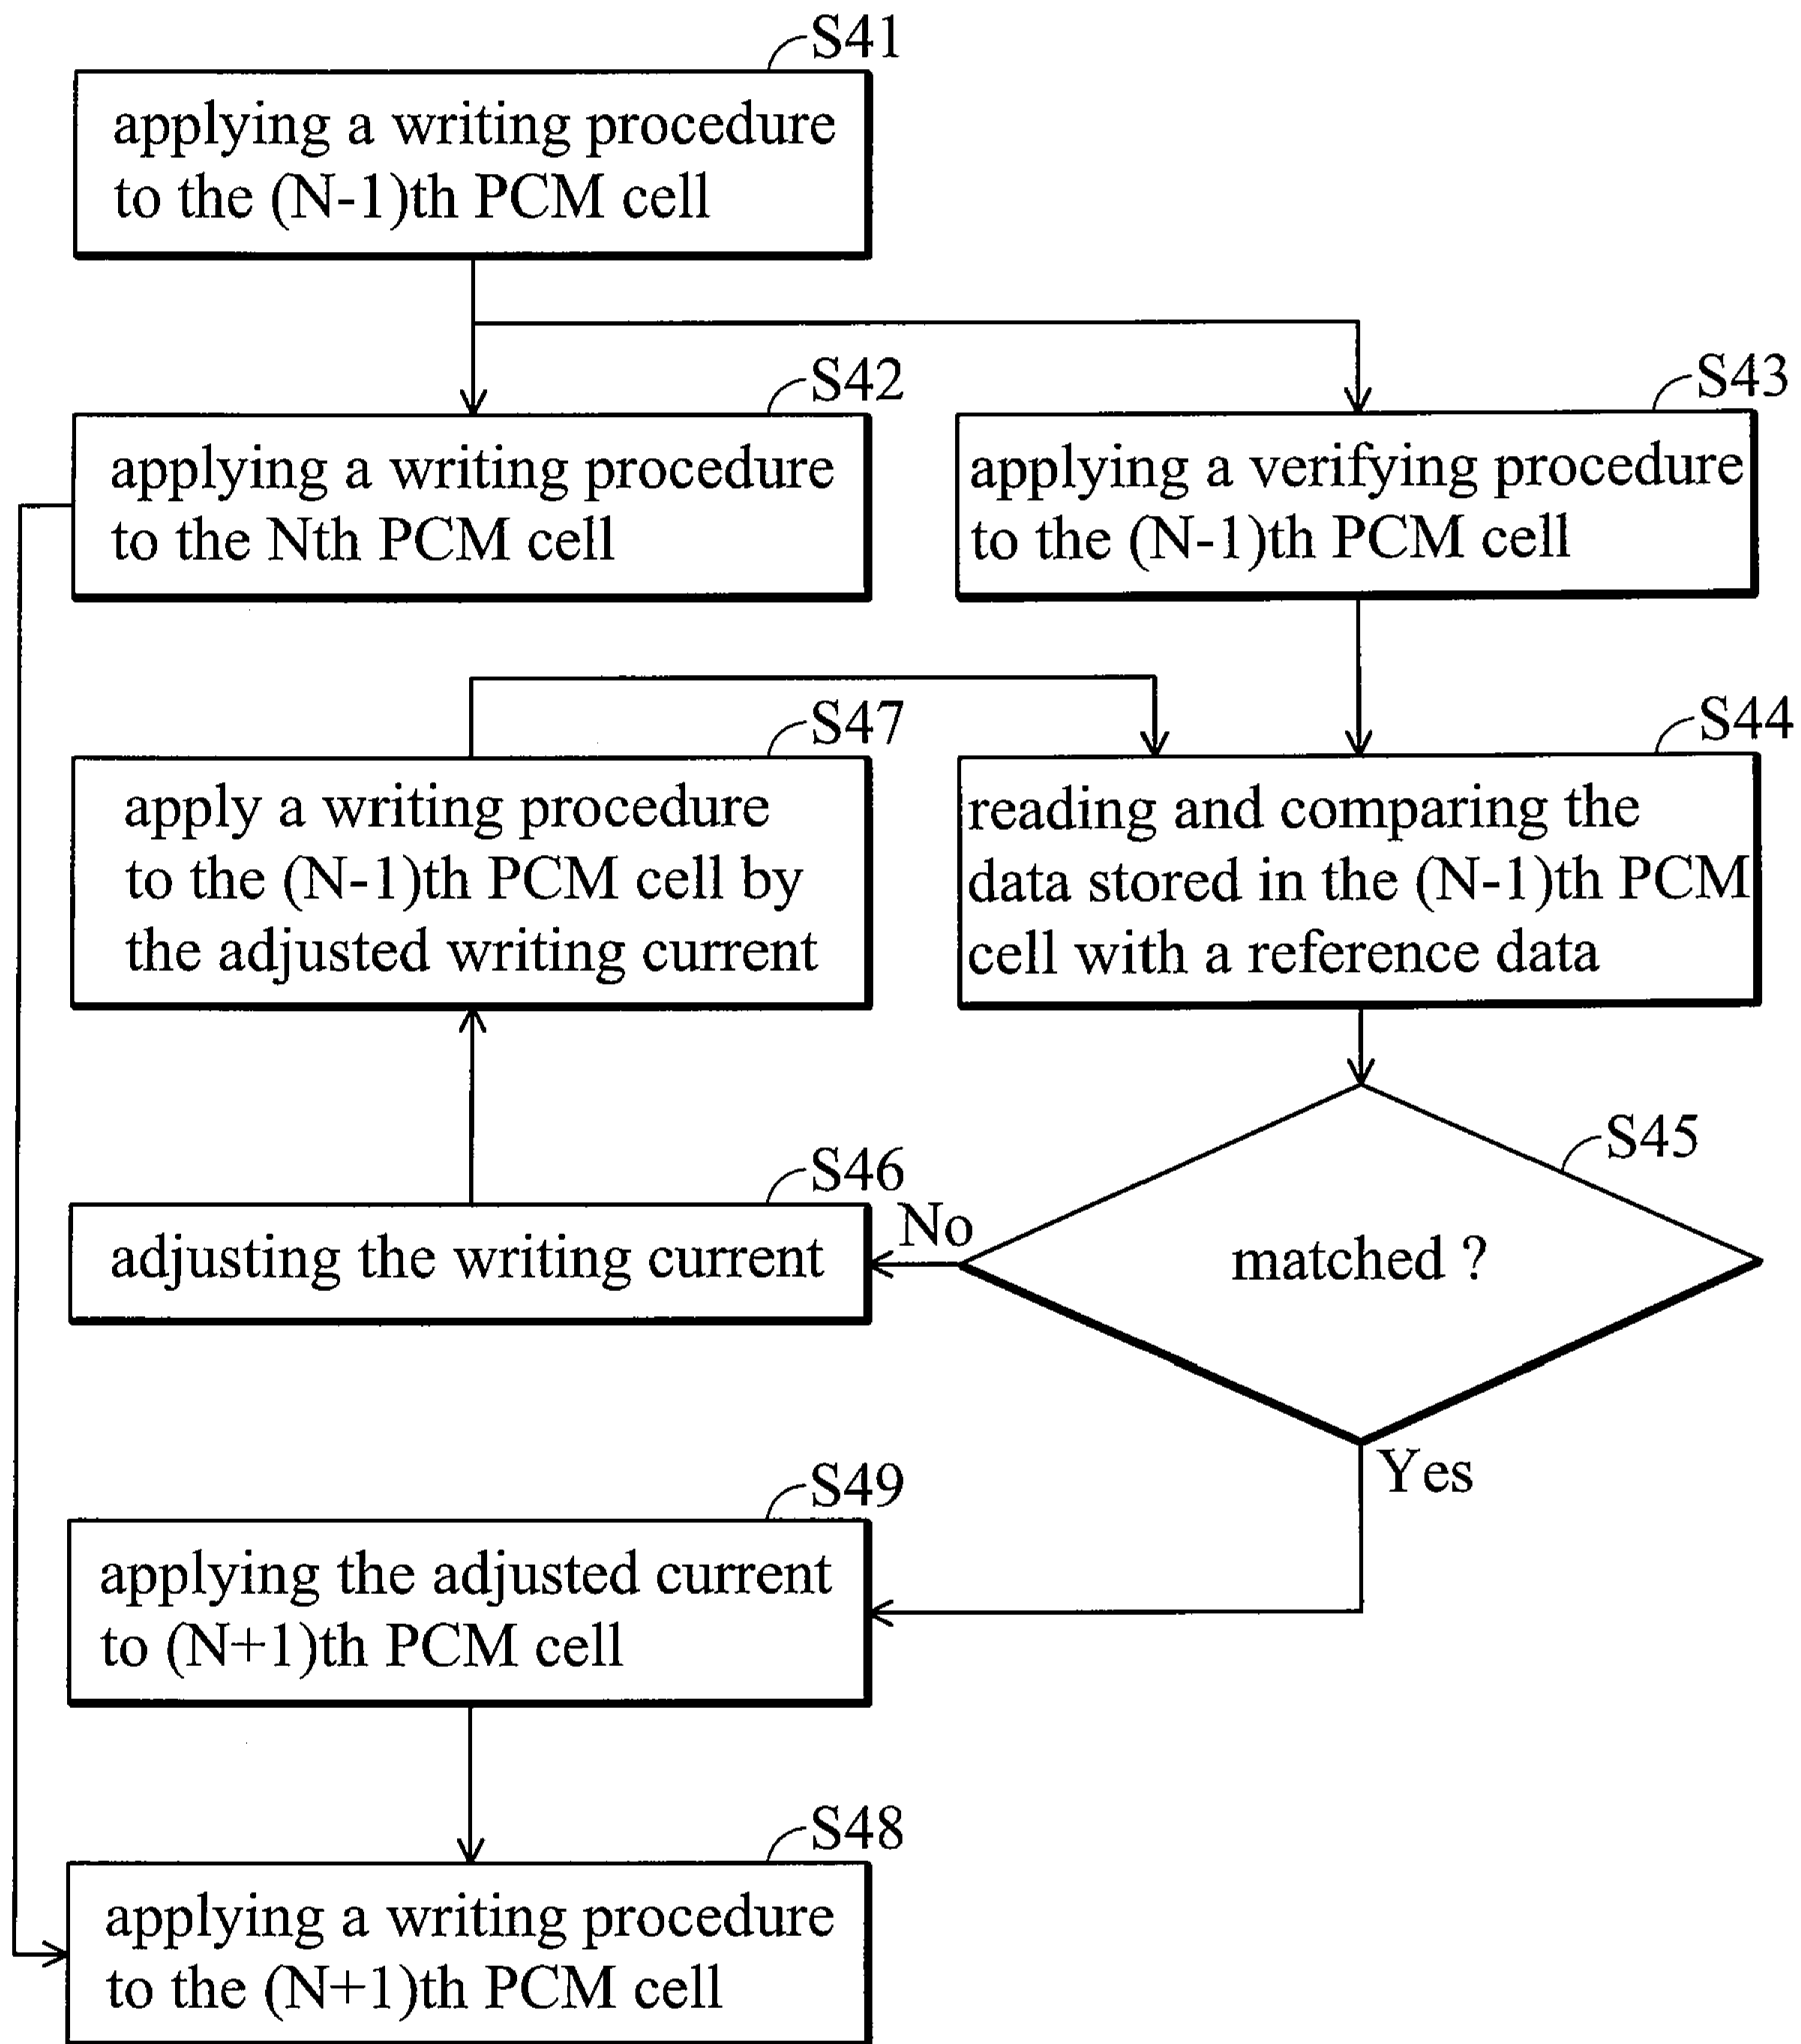 S41
applying a writing procedure
to the (N-1)th PCM cell
S42
applying a writing procedure
to the Nth PCM cell
S43
applying a verifying procedure
to the (N-1)th PCM cell
S47
apply a writing procedure
to the (N-1)th PCM cell by
the adjusted writing current
S44
reading and comparing the
data stored in the (N-1)th PCM
cell with a reference data
S45
matched ?
S46
No
adjusting the writing current
Yes
S49
applying the adjusted current
to (N+1)th PCM cell
S48
applying a writing procedure
to the (N+1)th PCM cell